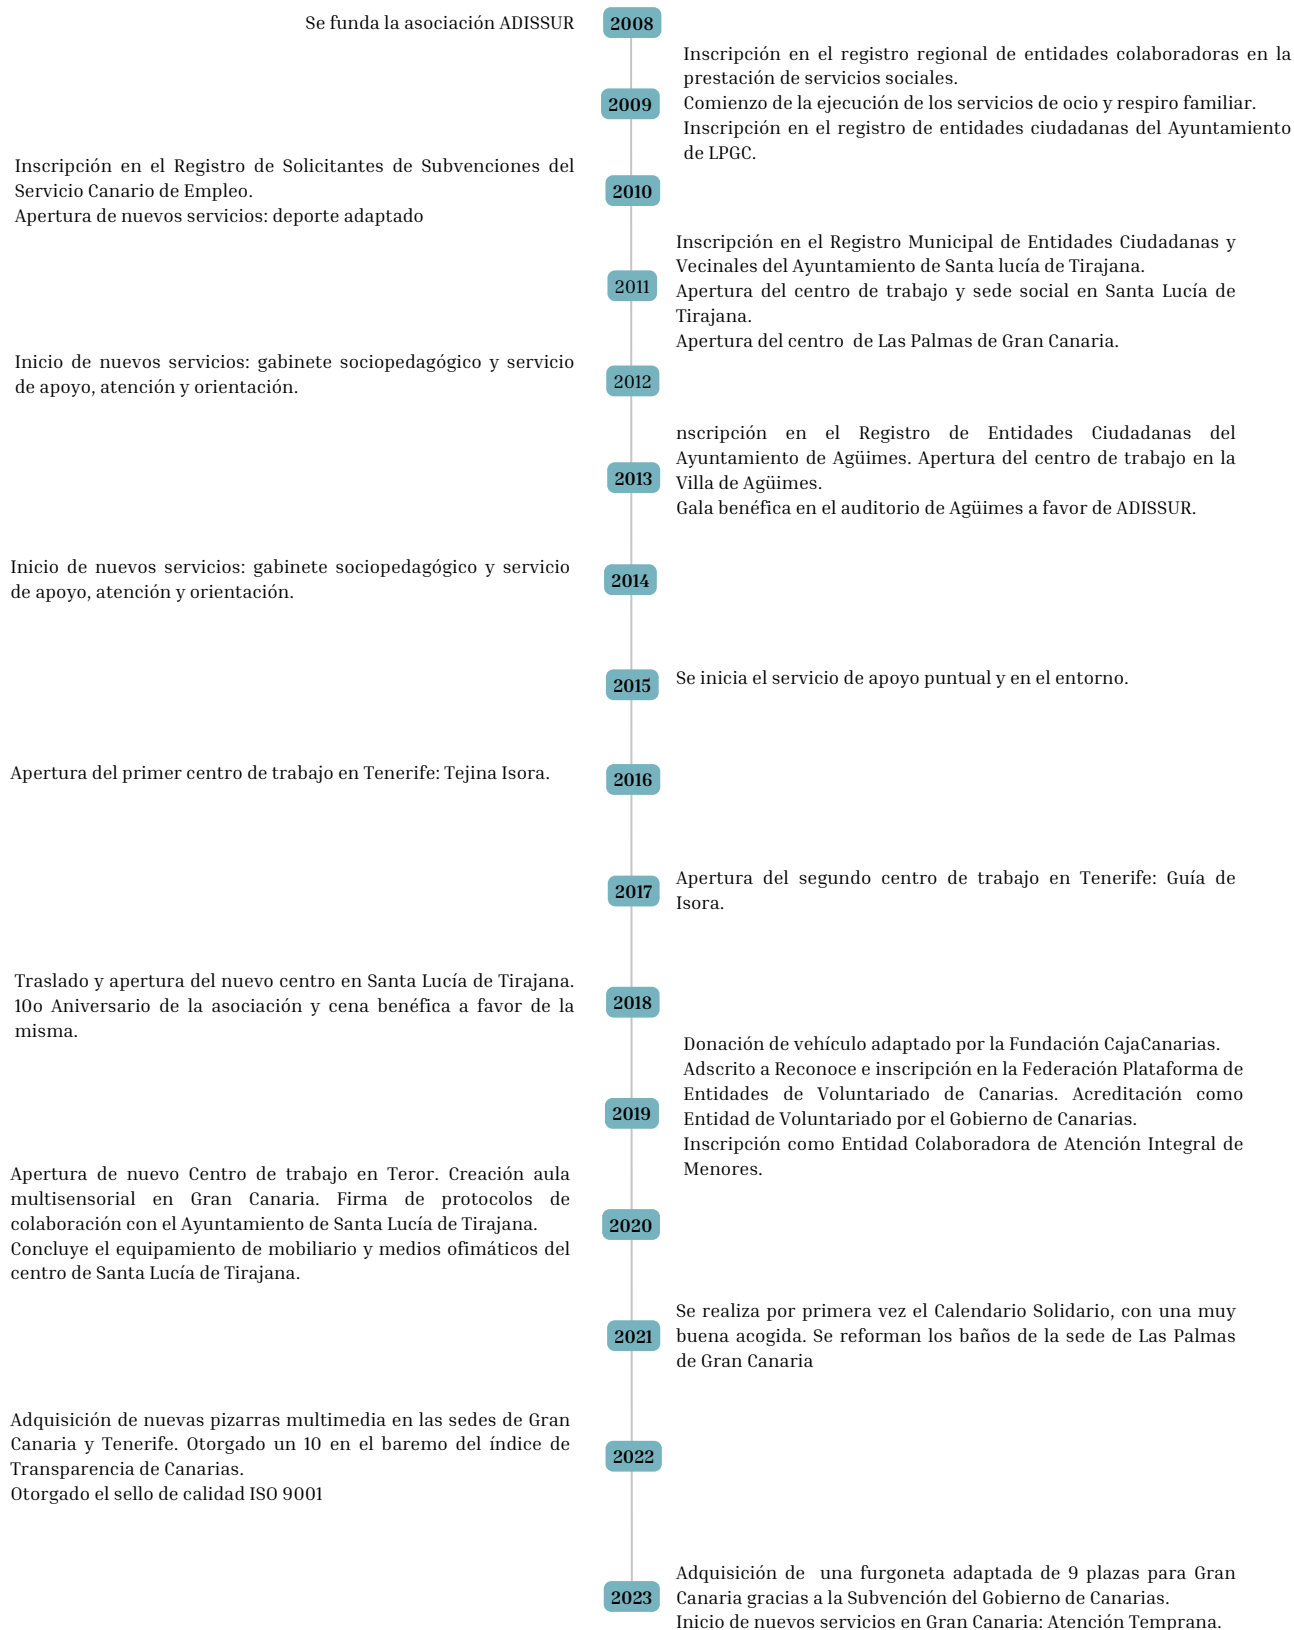 Se funda la asociación ADISSUR
2008
Inscripción en el registro regional de entidades colaboradoras en la
prestación de servicios sociales.
2009
Comienzo de la ejecución de los servicios de ocio y respiro familiar.
Inscripción en el registro de entidades ciudadanas del Ayuntamiento
de LPGC.
Inscripción en el Registro de Solicitantes de Subvenciones del
Servicio Canario de Empleo.
Apertura de nuevos servicios: deporte adaptado
2010
Inscripción en el Registro Municipal de Entidades Ciudadanas y
Vecinales del Ayuntamiento de Santa lucía de Tirajana.
2011
Apertura del centro de trabajo y sede social en Santa Lucía de
Tirajana.
Apertura del centro de Las Palmas de Gran Canaria.
Inicio de nuevos servicios: gabinete sociopedagógico y servicio
de apoyo, atención y orientación.
2012
nscripción en el Registro de Entidades Ciudadanas del
Ayuntamiento de Agüimes. Apertura del centro de trabajo en la
Villa de Agüimes.
2013
Gala benéfica en el auditorio de Agüimes a favor de ADISSUR.
Inicio de nuevos servicios: gabinete sociopedagógico y servicio
de apoyo, atención y orientación.
2014
2015
Se inicia el servicio de apoyo puntual y en el entorno.
Apertura del primer centro de trabajo en Tenerife: Tejina Isora.
2016
Apertura del segundo centro de trabajo en Tenerife: Guía de
Isora.
2017
Traslado y apertura del nuevo centro en Santa Lucía de Tirajana.
10o Aniversario de la asociación y cena benéfica a favor de la
misma.
2018
Donación de vehículo adaptado por la Fundación CajaCanarias.
Adscrito a Reconoce e inscripción en la Federación Plataforma de
Entidades de Voluntariado de Canarias. Acreditación como
Entidad de Voluntariado por el Gobierno de Canarias.
2019
Inscripción como Entidad Colaboradora de Atención Integral de
Menores.
Apertura de nuevo Centro de trabajo en Teror. Creación aula
multisensorial en Gran Canaria. Firma de protocolos de
colaboración con el Ayuntamiento de Santa Lucía de Tirajana.
Concluye el equipamiento de mobiliario y medios ofimáticos del
centro de Santa Lucía de Tirajana.
2020
Se realiza por primera vez el Calendario Solidario, con una muy
buena acogida. Se reforman los baños de la sede de Las Palmas
de Gran Canaria
2021
Adquisición de nuevas pizarras multimedia en las sedes de Gran
Canaria y Tenerife. Otorgado un 10 en el baremo del índice de
Transparencia de Canarias.
Otorgado el sello de calidad ISO 9001
2022
Adquisición de una furgoneta adaptada de 9 plazas para Gran
Canaria gracias a la Subvención del Gobierno de Canarias.
2023
Inicio de nuevos servicios en Gran Canaria: Atención Temprana.